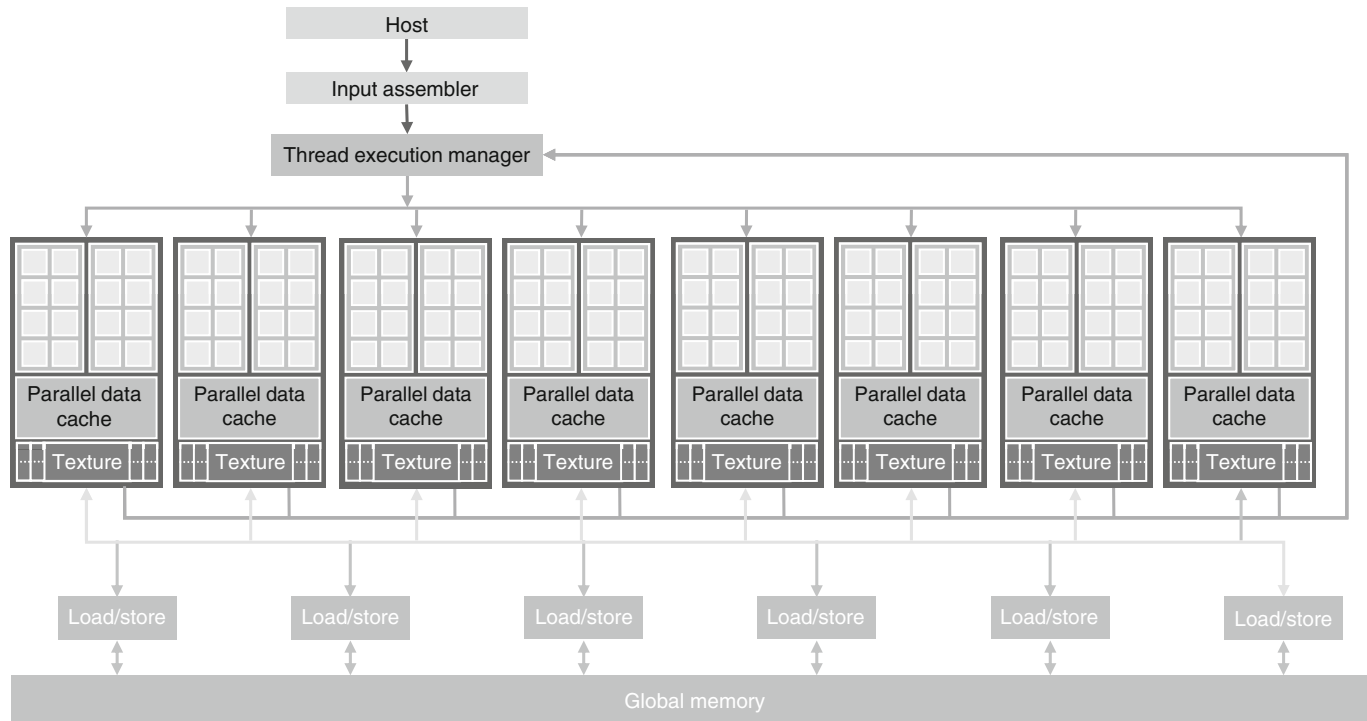 Host
Input assembler
Thread execution manager
Parallel data
cache
Parallel data
cache
Parallel data
cache
Parallel data
cache
Parallel data
cache
Parallel data
cache
Parallel data
cache
Parallel data
cache
Texture
Texture
Texture
Texture
Texture
Texture
Texture
Texture
Load/store
Load/store
Load/store
Load/store
Load/store
Load/store
Global memory